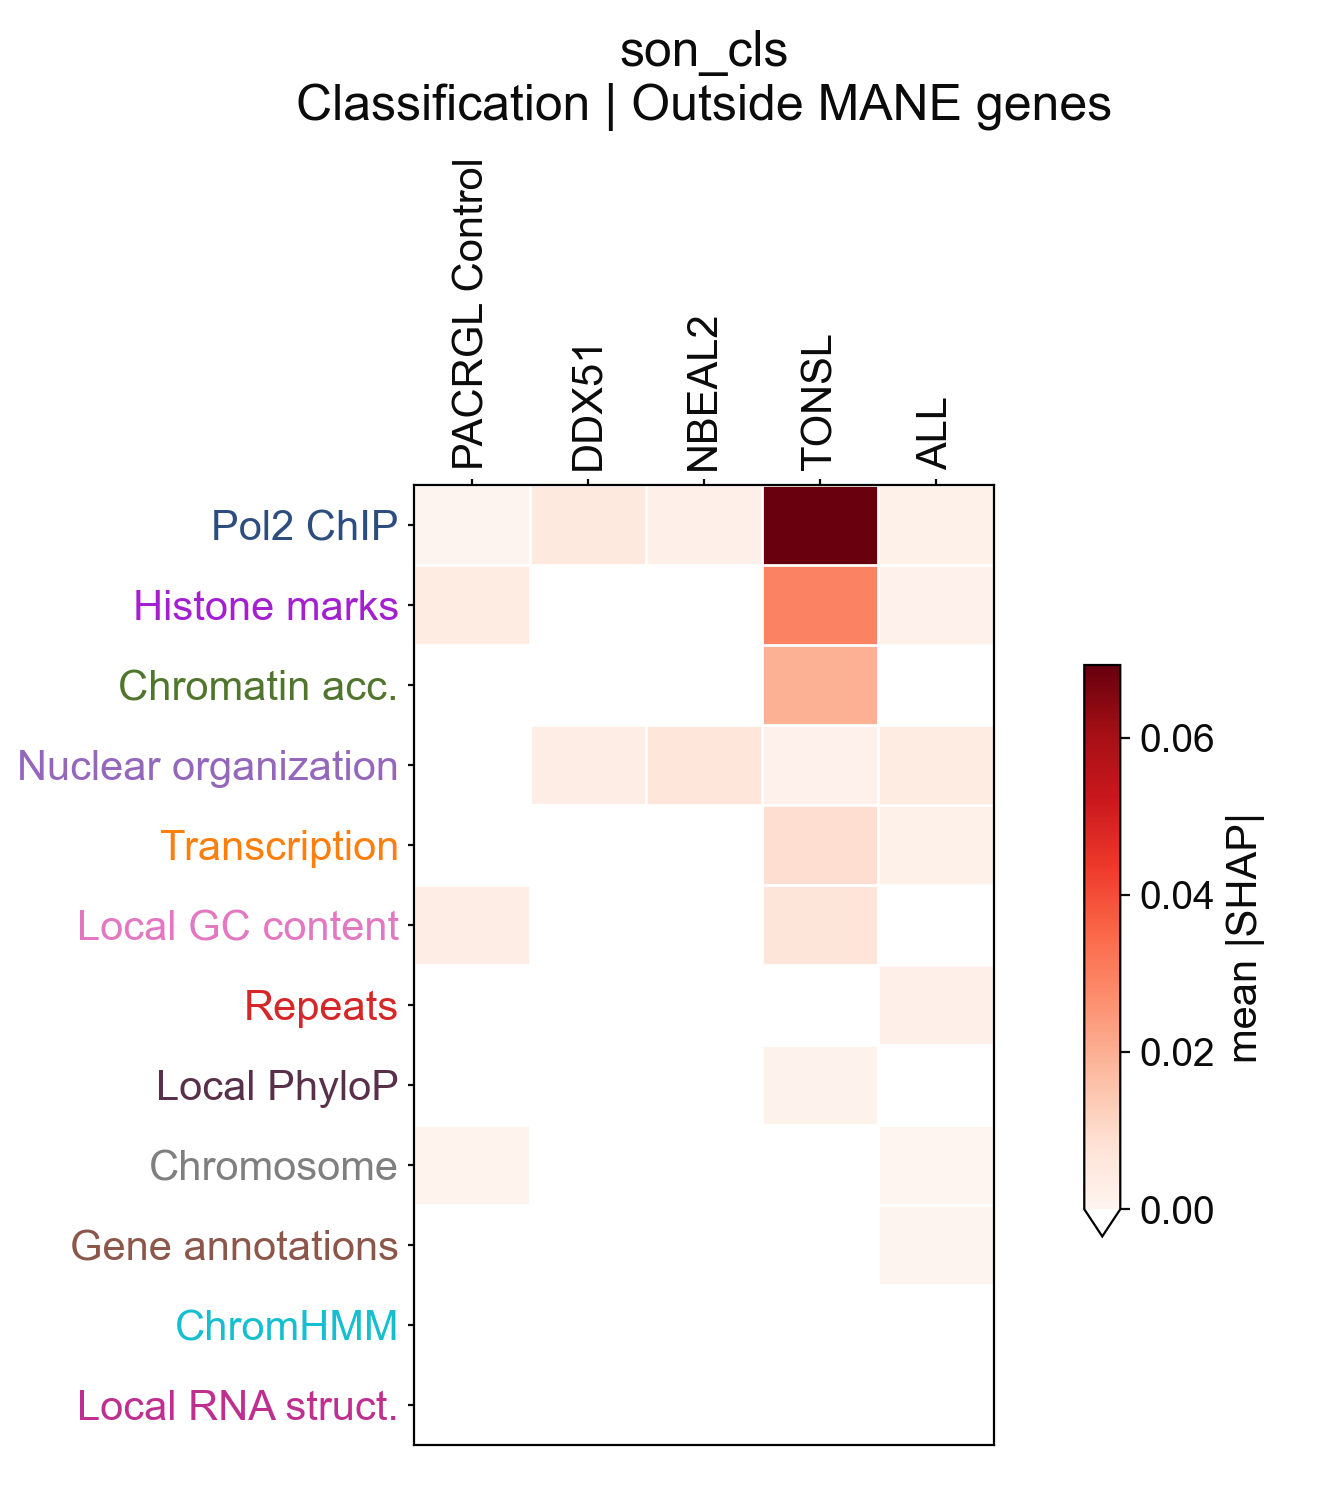 son_cls
Classification | Outside MANE genes
PACRGL Control
DDX51
NBEAL2
TONSL
ALL
Pol2 ChIP
Histone marks
Chromatin acc.
Nuclear organization
Transcription
Local GC content
Repeats
Local PhyloP
Chromosome
Gene annotations
ChromHMM
Local RNA struct.
0.06
0.04
0.02
0.00
mean |SHAP|